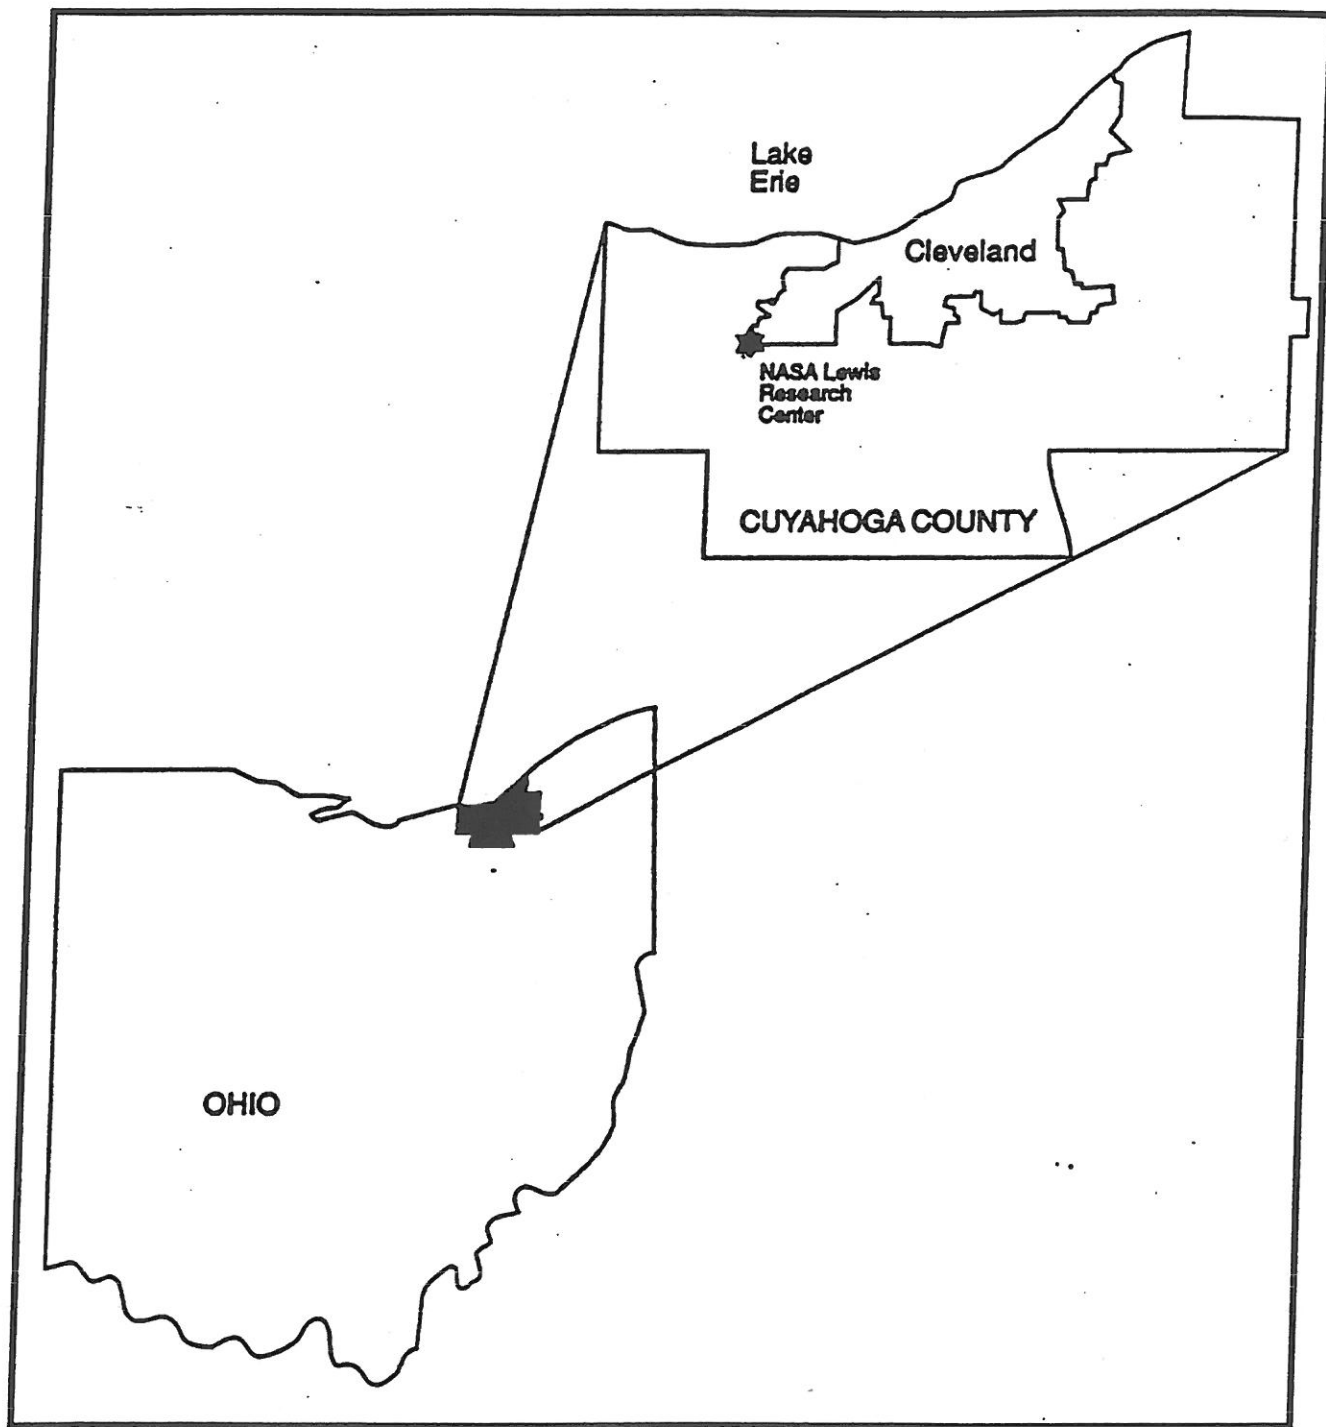 Lake
Erie
Cleveland
NASA Lewis
Research
Center
CUYAHOGA COUNTY
OHIO